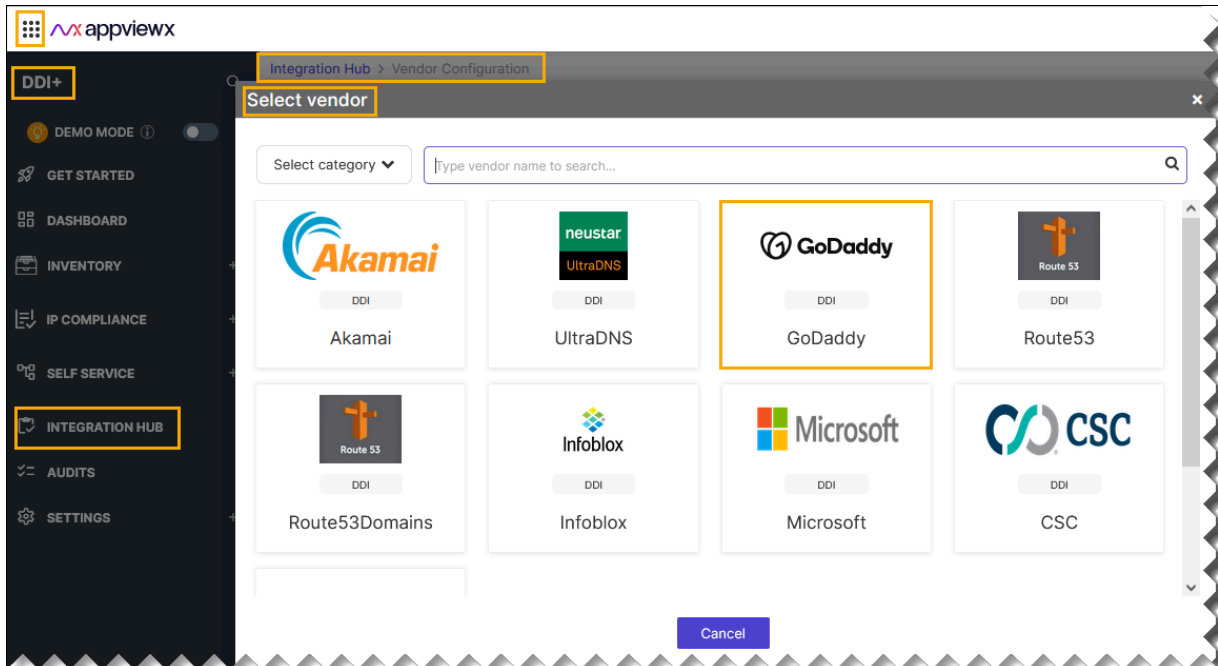 appviewx
DDI+
DEMO MODE
GET STARTED
DASHBOARD
INVENTORY
IP COMPLIANCE
SELF SERVICE
INTEGRATION HUB
AUDITS
SETTINGS
Integration Hub > Vendor Configuration
Select vendor
Select category
Type vendor name to search...
Akamai
DDI
Akamai
neustar
UltraDNS
DDI
UltraDNS
GoDaddy
DDI
GoDaddy
Route 53
DDI
Route53
Route 53
DDI
Route53Domains
Infoblox
DDI
Infoblox
Microsoft
DDI
Microsoft
CSC
DDI
CSC
Cancel